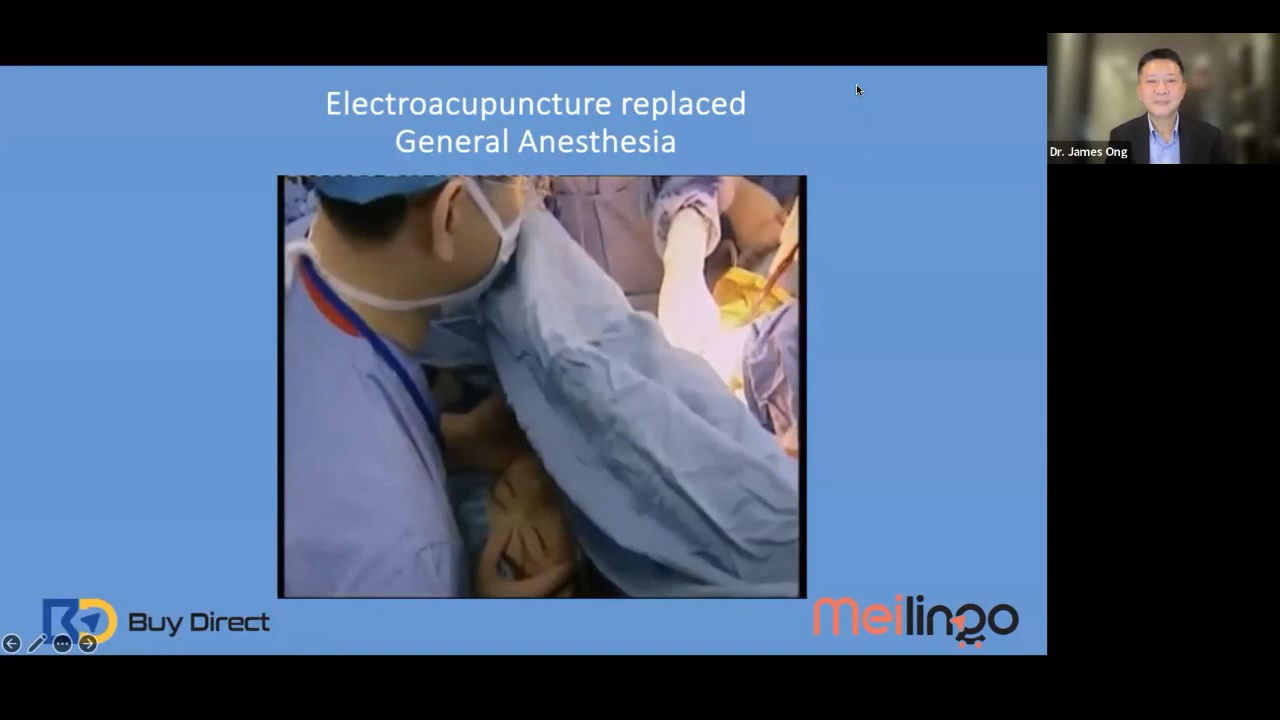 Electroacupuncture replaced
General Anesthesia
Dr. James Ong
Buy Direct
meilingo